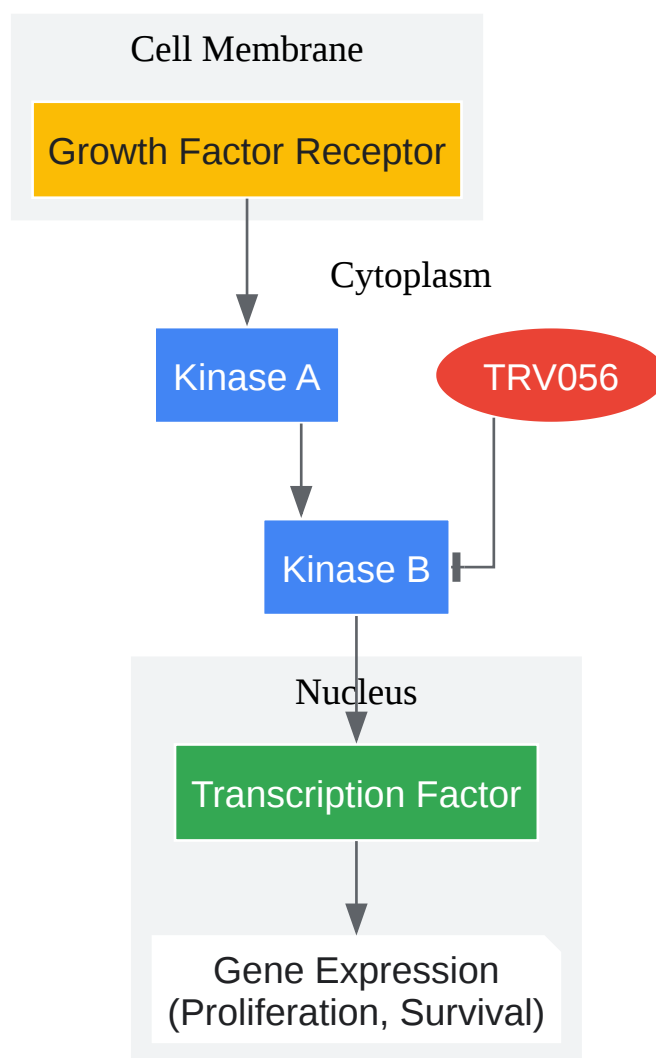 Cell Membrane
Growth Factor Receptor
Cytoplasm
Kinase A
TRV056
Kinase B
Nucleus
Transcription Factor
Gene Expression
(Proliferation, Survival)